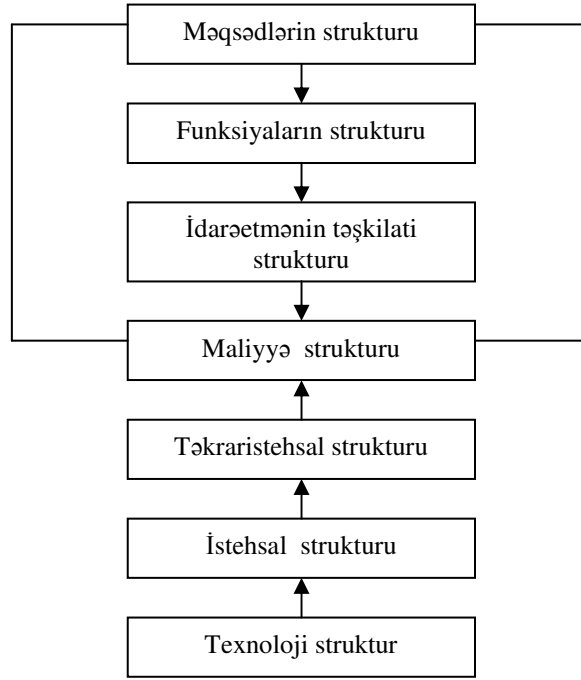 Məqsədlərin strukturu
Funksiyaların strukturu
İdarəetmənin təşkilati
strukturu
Maliyyə strukturu
Təkraristehsal strukturu
İstehsal strukturu
Texnoloji struktur